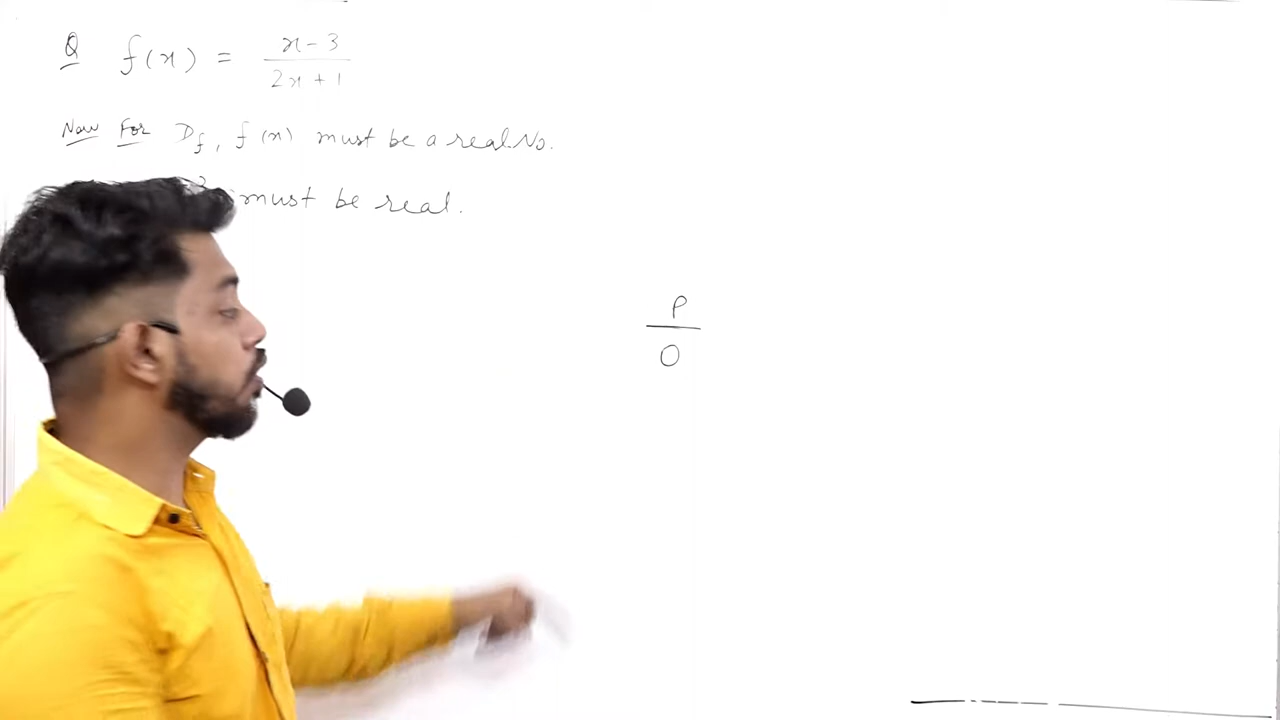 Q f(x) = x-3 / 2x+1
Now For Df, f(x) must be a real No.
must be real.
P
0